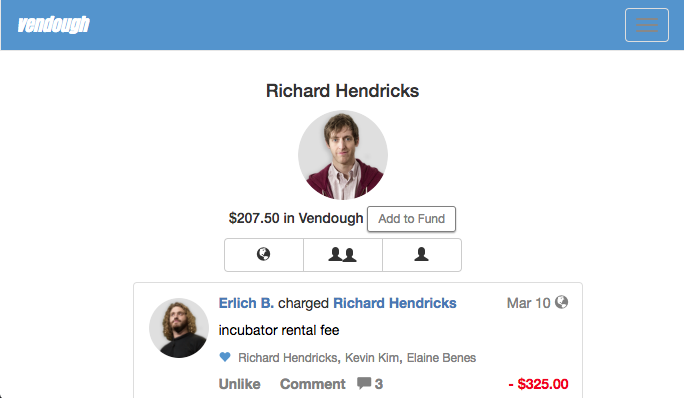 vendough
Richard Hendricks
$207.50 in Vendough Add to Fund
Erlich B. charged Richard Hendricks Mar 10
incubator rental fee
Richard Hendricks, Kevin Kim, Elaine Benes
Unlike Comment 3 - $325.00